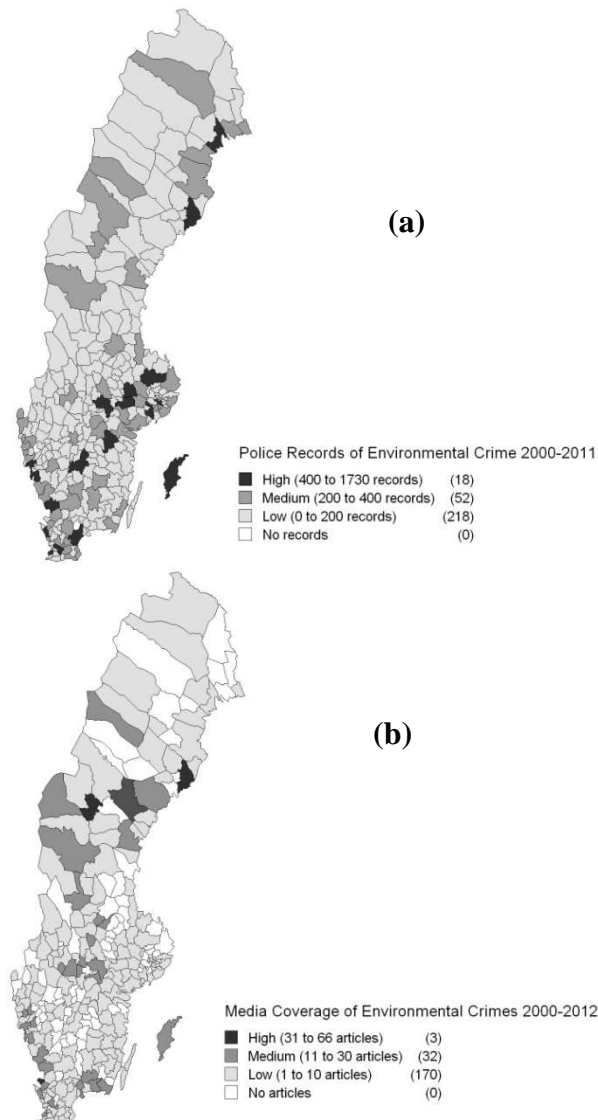 (a)
Police Records of Environmental Crime 2000-2011
High (400 to 1730 records) (18)
Medium (200 to 400 records) (52)
Low (0 to 200 records) (218)
No records (0)
(b)
Media Coverage of Environmental Crimes 2000-2012
High (31 to 66 articles) (3)
Medium (11 to 30 articles) (32)
Low (1 to 10 articles) (170)
No articles (0)